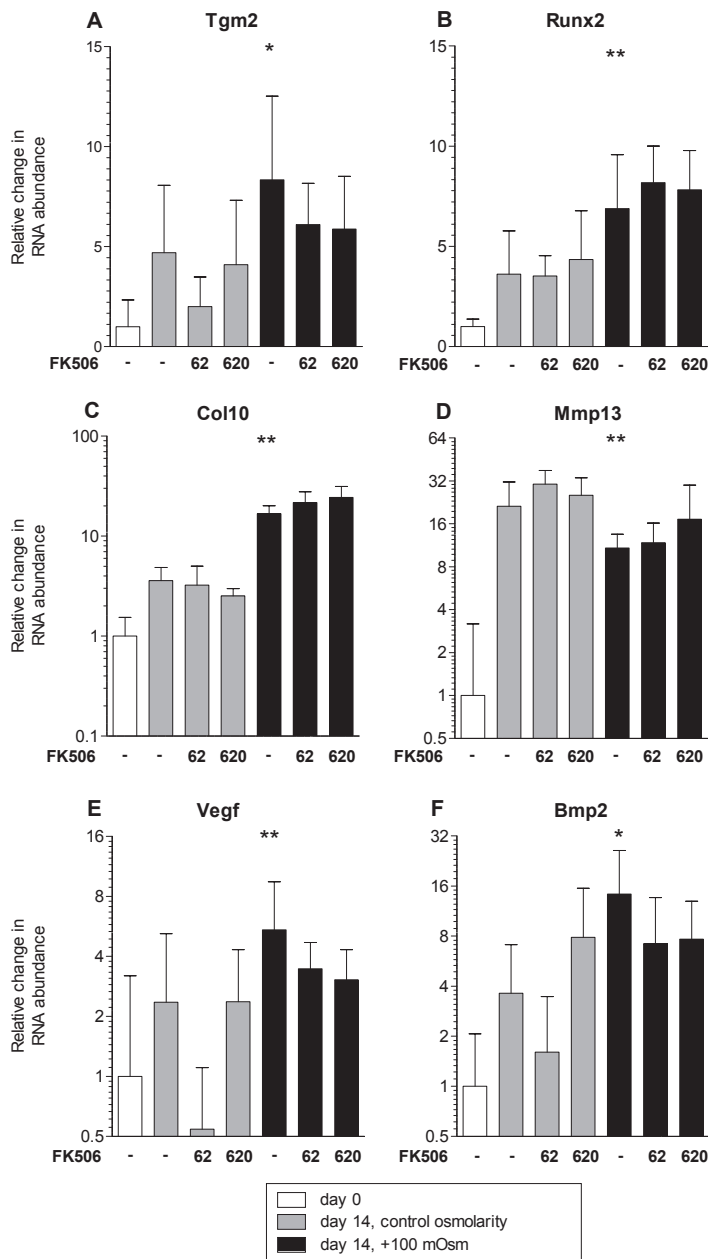 A Tgm2
*
15
10
5
0
Relative change in
RNA abundance
FK506 - - 62 620 - 62 620
B Runx2
**
15
10
5
0
- - 62 620 - 62 620
FK506
C Col10
**
100
10
1
0.1
Relative change in
RNA abundance
FK506 - - 62 620 - 62 620
D Mmp13
**
64
32
16
8
4
2
1
0.5
FK506 - - 62 620 - 62 620
E Vegf
**
16
8
4
2
1
0.5
Relative change in
RNA abundance
FK506 - - 62 620 - 62 620
F Bmp2
*
32
16
8
4
2
1
0.5
FK506 - - 62 620 - 62 620
day 0
day 14, control osmolarity
day 14, +100 mOsm